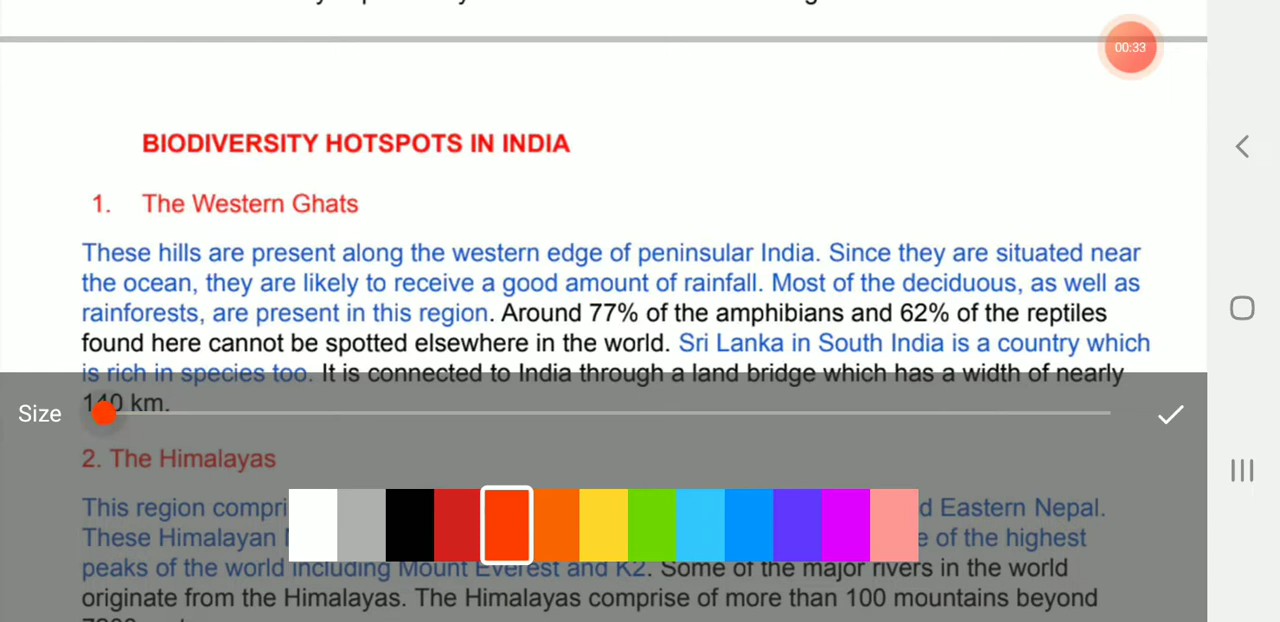 00:33
BIODIVERSITY HOTSPOTS IN INDIA
1. The Western Ghats
These hills are present along the western edge of peninsular India. Since they are situated near
the ocean, they are likely to receive a good amount of rainfall. Most of the deciduous, as well as
rainforests, are present in this region. Around 77% of the amphibians and 62% of the reptiles
found here cannot be spotted elsewhere in the world. Sri Lanka in South India is a country which
is rich in species too. It is connected to India through a land bridge which has a width of nearly
140 km.
Size
2. The Himalayas
This region compri d Eastern Nepal.
These Himalayan e of the highest
peaks of the world including Mount Everest and K2. Some of the major rivers in the world
originate from the Himalayas. The Himalayas comprise of more than 100 mountains beyond